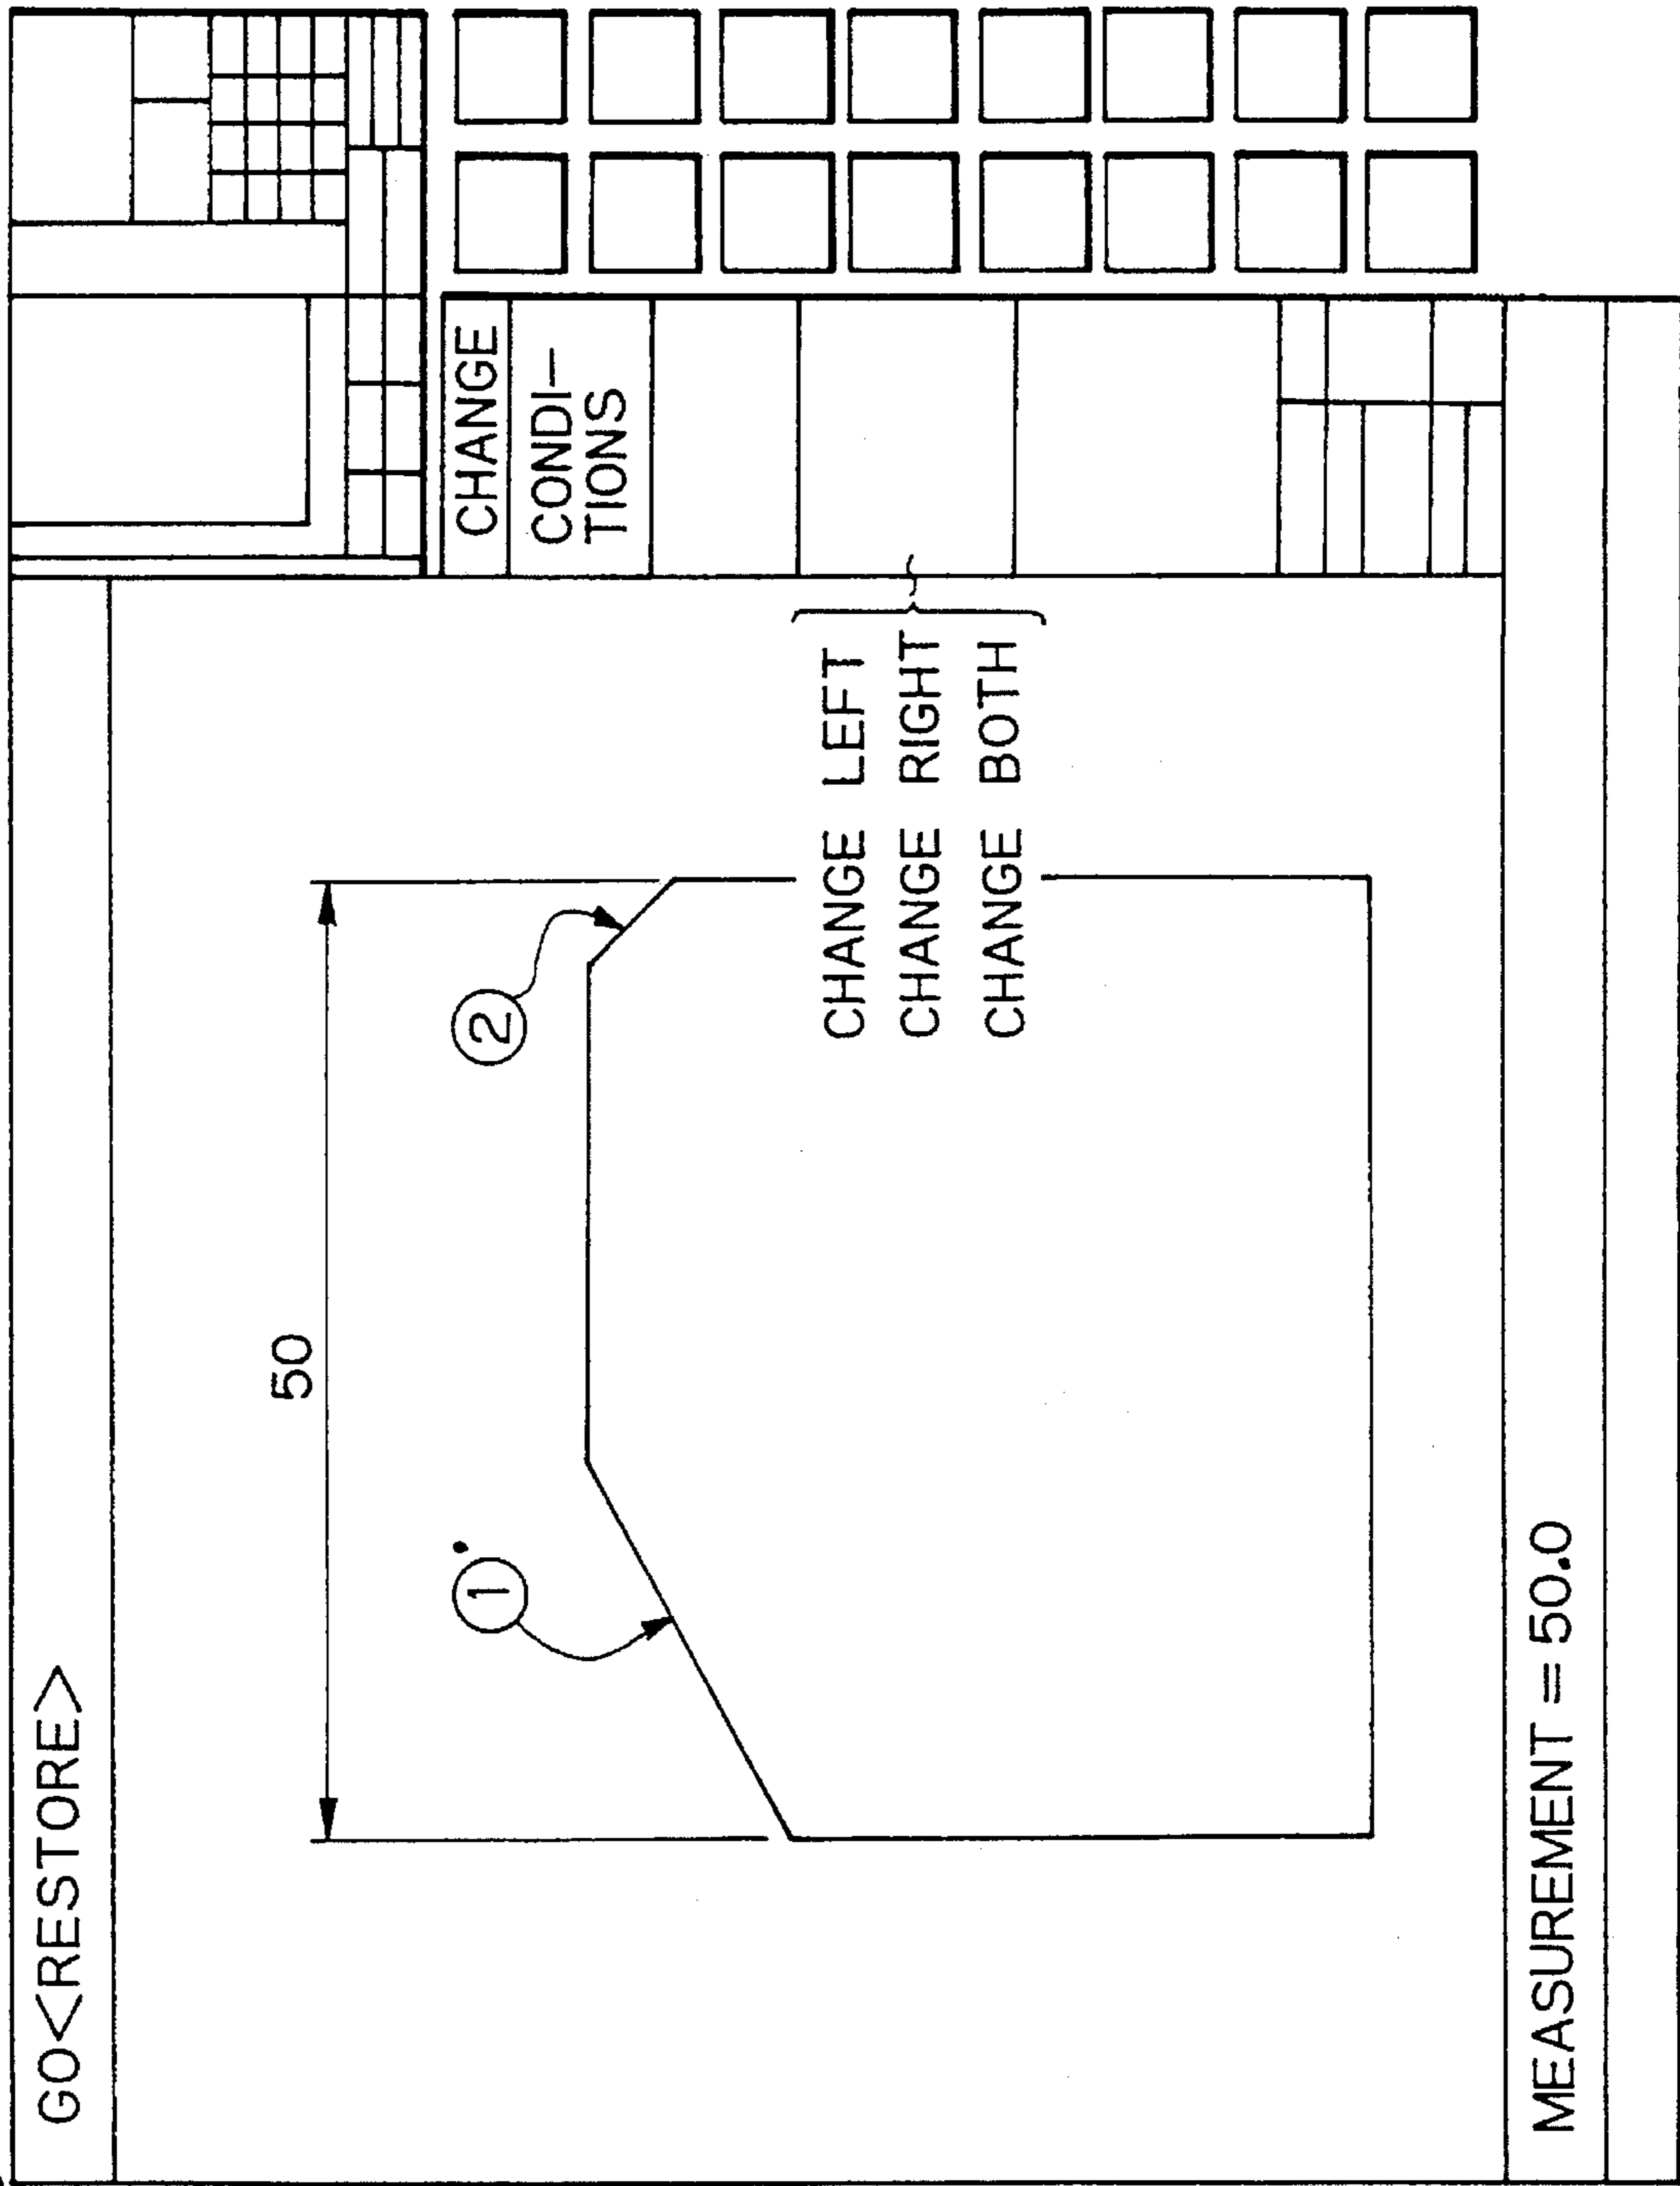 GO<RESTORE>
50
①
②
CHANGE
CONDI-
TIONS
CHANGE LEFT
CHANGE RIGHT
CHANGE BOTH
MEASUREMENT = 50.0